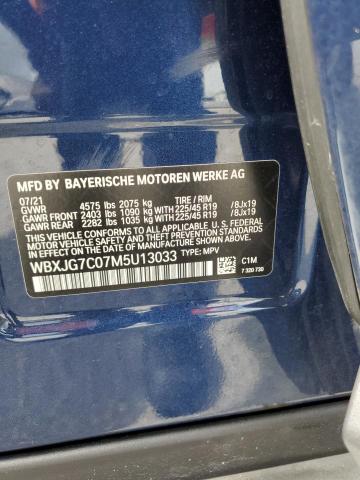 MFD BY BAYERISCHE MOTOREN WERKE AG
07/21
GVWR 4575 lbs 2075 kg TIRE / RIM
GAWR FRONT 2403 lbs 1090 kg WITH 225/45 R19 /8Jx19
GAWR REAR 2282 lbs 1035 kg WITH 225/45 R19 /8Jx19
THIS VEHICLE CONFORMS TO ALL APPLICABLE U.S. FEDERAL
MOTOR VEHICLE SAFETY, BUMPER, AND THEFT PREVENTION STANDARDS
IN EFFECT ON THE DATE OF MANUFACTURE SHOWN ABOVE.
WBXJG7C07M5U13033 TYPE: MPV
C1M
7 320 730